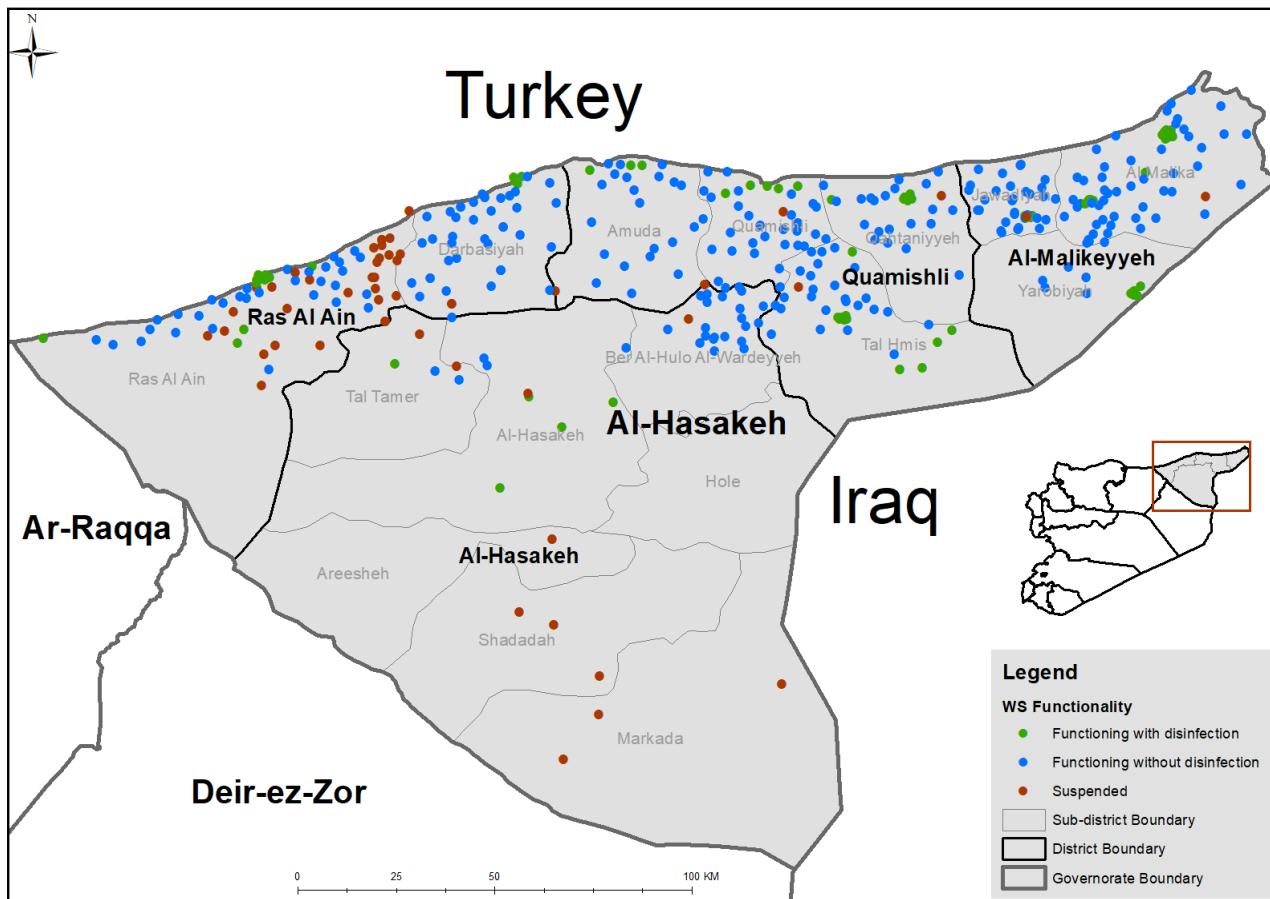 N
Turkey
Al Malika
Jawadiyah
Quamishli
Amuda
Qahtaniyyeh
Darbasiyah
Al-Malikeyyeh
Quamishli
Yarobiyah
Ras Al Ain
Tal Hmis
Ber Al-Hulo Al-Wardeyyeh
Ras Al Ain
Tal Tamer
Al-Hasakeh
Al-Hasakeh
Hole
Iraq
Ar-Raqqa
Al-Hasakeh
Areesheh
Shadadah
Markada
Deir-ez-Zor
Legend
WS Functionality
Functioning with disinfection
Functioning without disinfection
Suspended
Sub-district Boundary
District Boundary
Governorate Boundary
0 50 100 KM